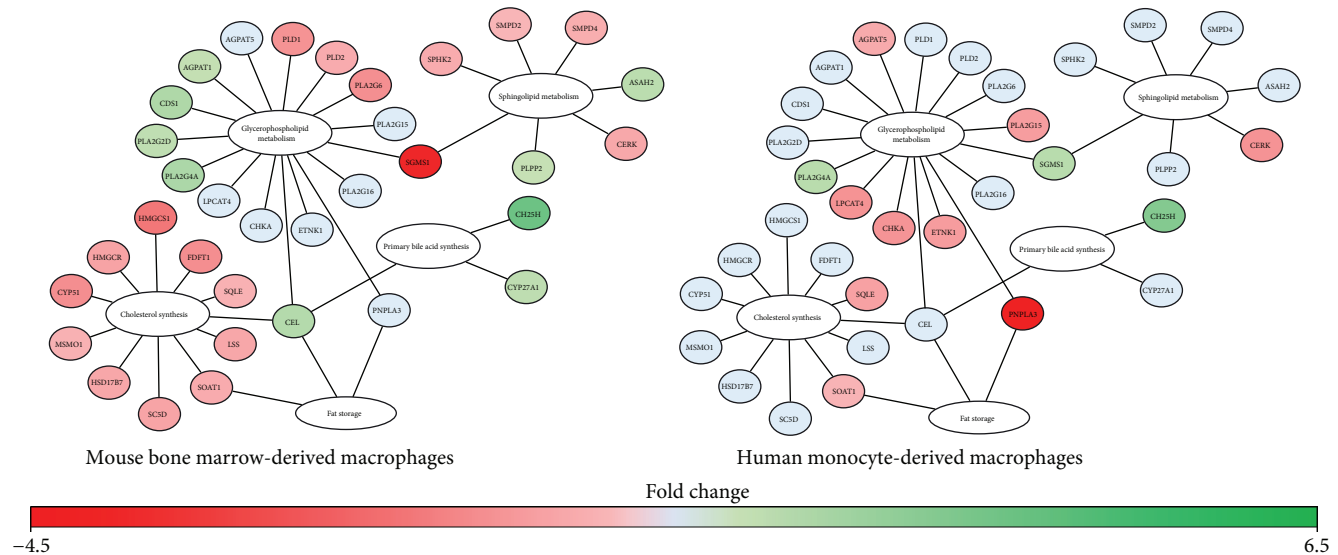 SMPD2
SMPD4
AGPAT5
PLD1
PLD2
SPHK2
AGPAT1
PLA2G6
ASAH2
CDS1
Sphingolipid metabolism
PLA2G15
Glycerophospholipid
metabolism
PLA2G2D
CERK
SGMS1
PLPP2
PLA2G4A
PLA2G16
LPCAT4
CHKA
ETNK1
CH25H
HMGCS1
Primary bile acid synthesis
HMGCR
FDFT1
CYP51
SQLE
CYP27A1
Cholesterol synthesis
CEL
PNPLA3
MSMO1
LSS
HSD17B7
SOAT1
SC5D
Fat storage
Mouse bone marrow-derived macrophages
SMPD2
SMPD4
AGPAT5
PLD1
PLD2
SPHK2
AGPAT1
PLA2G6
ASAH2
CDS1
Sphingolipid metabolism
PLA2G15
Glycerophospholipid
metabolism
PLA2G2D
CERK
SGMS1
PLPP2
PLA2G4A
PLA2G16
LPCAT4
CHKA
ETNK1
CH25H
HMGCS1
Primary bile acid synthesis
HMGCR
FDFT1
CYP51
SQLE
CYP27A1
Cholesterol synthesis
CEL
PNPLA3
MSMO1
LSS
HSD17B7
SOAT1
SC5D
Fat storage
Human monocyte-derived macrophages
Fold change
−4.5
6.5